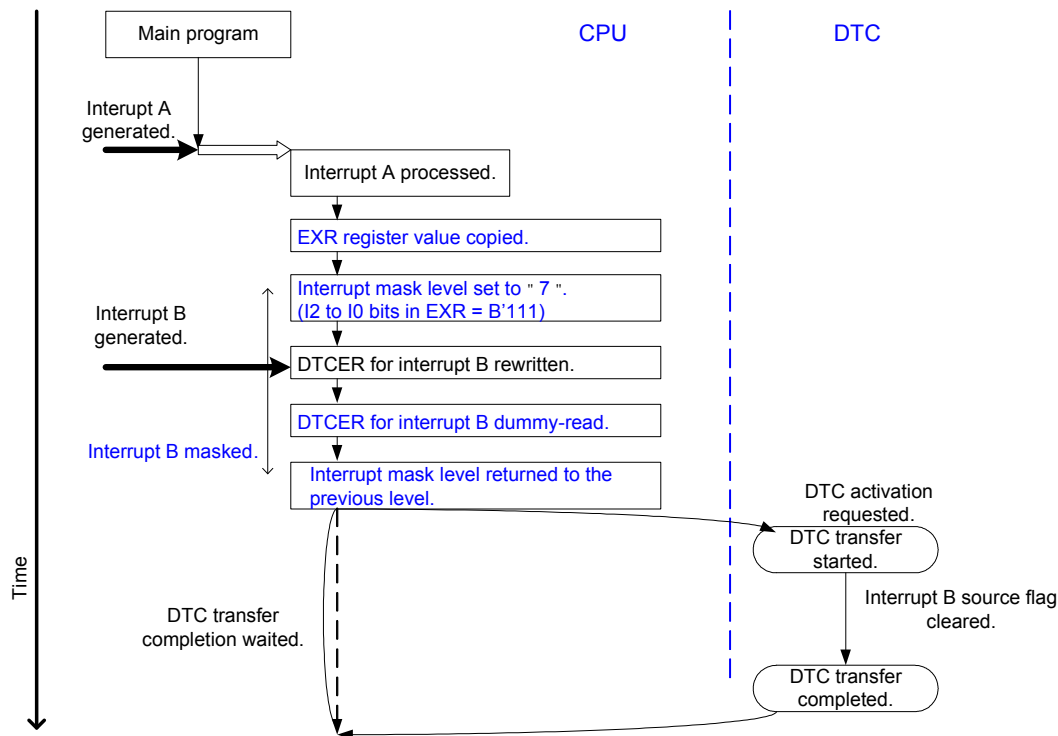 Main program
CPU
DTC
Interupt A
generated.
Interrupt A processed.
EXR register value copied.
Interrupt mask level set to " 7 ".
(I2 to I0 bits in EXR = B'111)
Interrupt B
generated.
DTCER for interrupt B rewritten.
DTCER for interrupt B dummy-read.
Interrupt B masked.
Interrupt mask level returned to the
previous level.
DTC activation
requested.
DTC transfer
started.
Time
DTC transfer
completion waited.
Interrupt B source flag
cleared.
DTC transfer
completed.